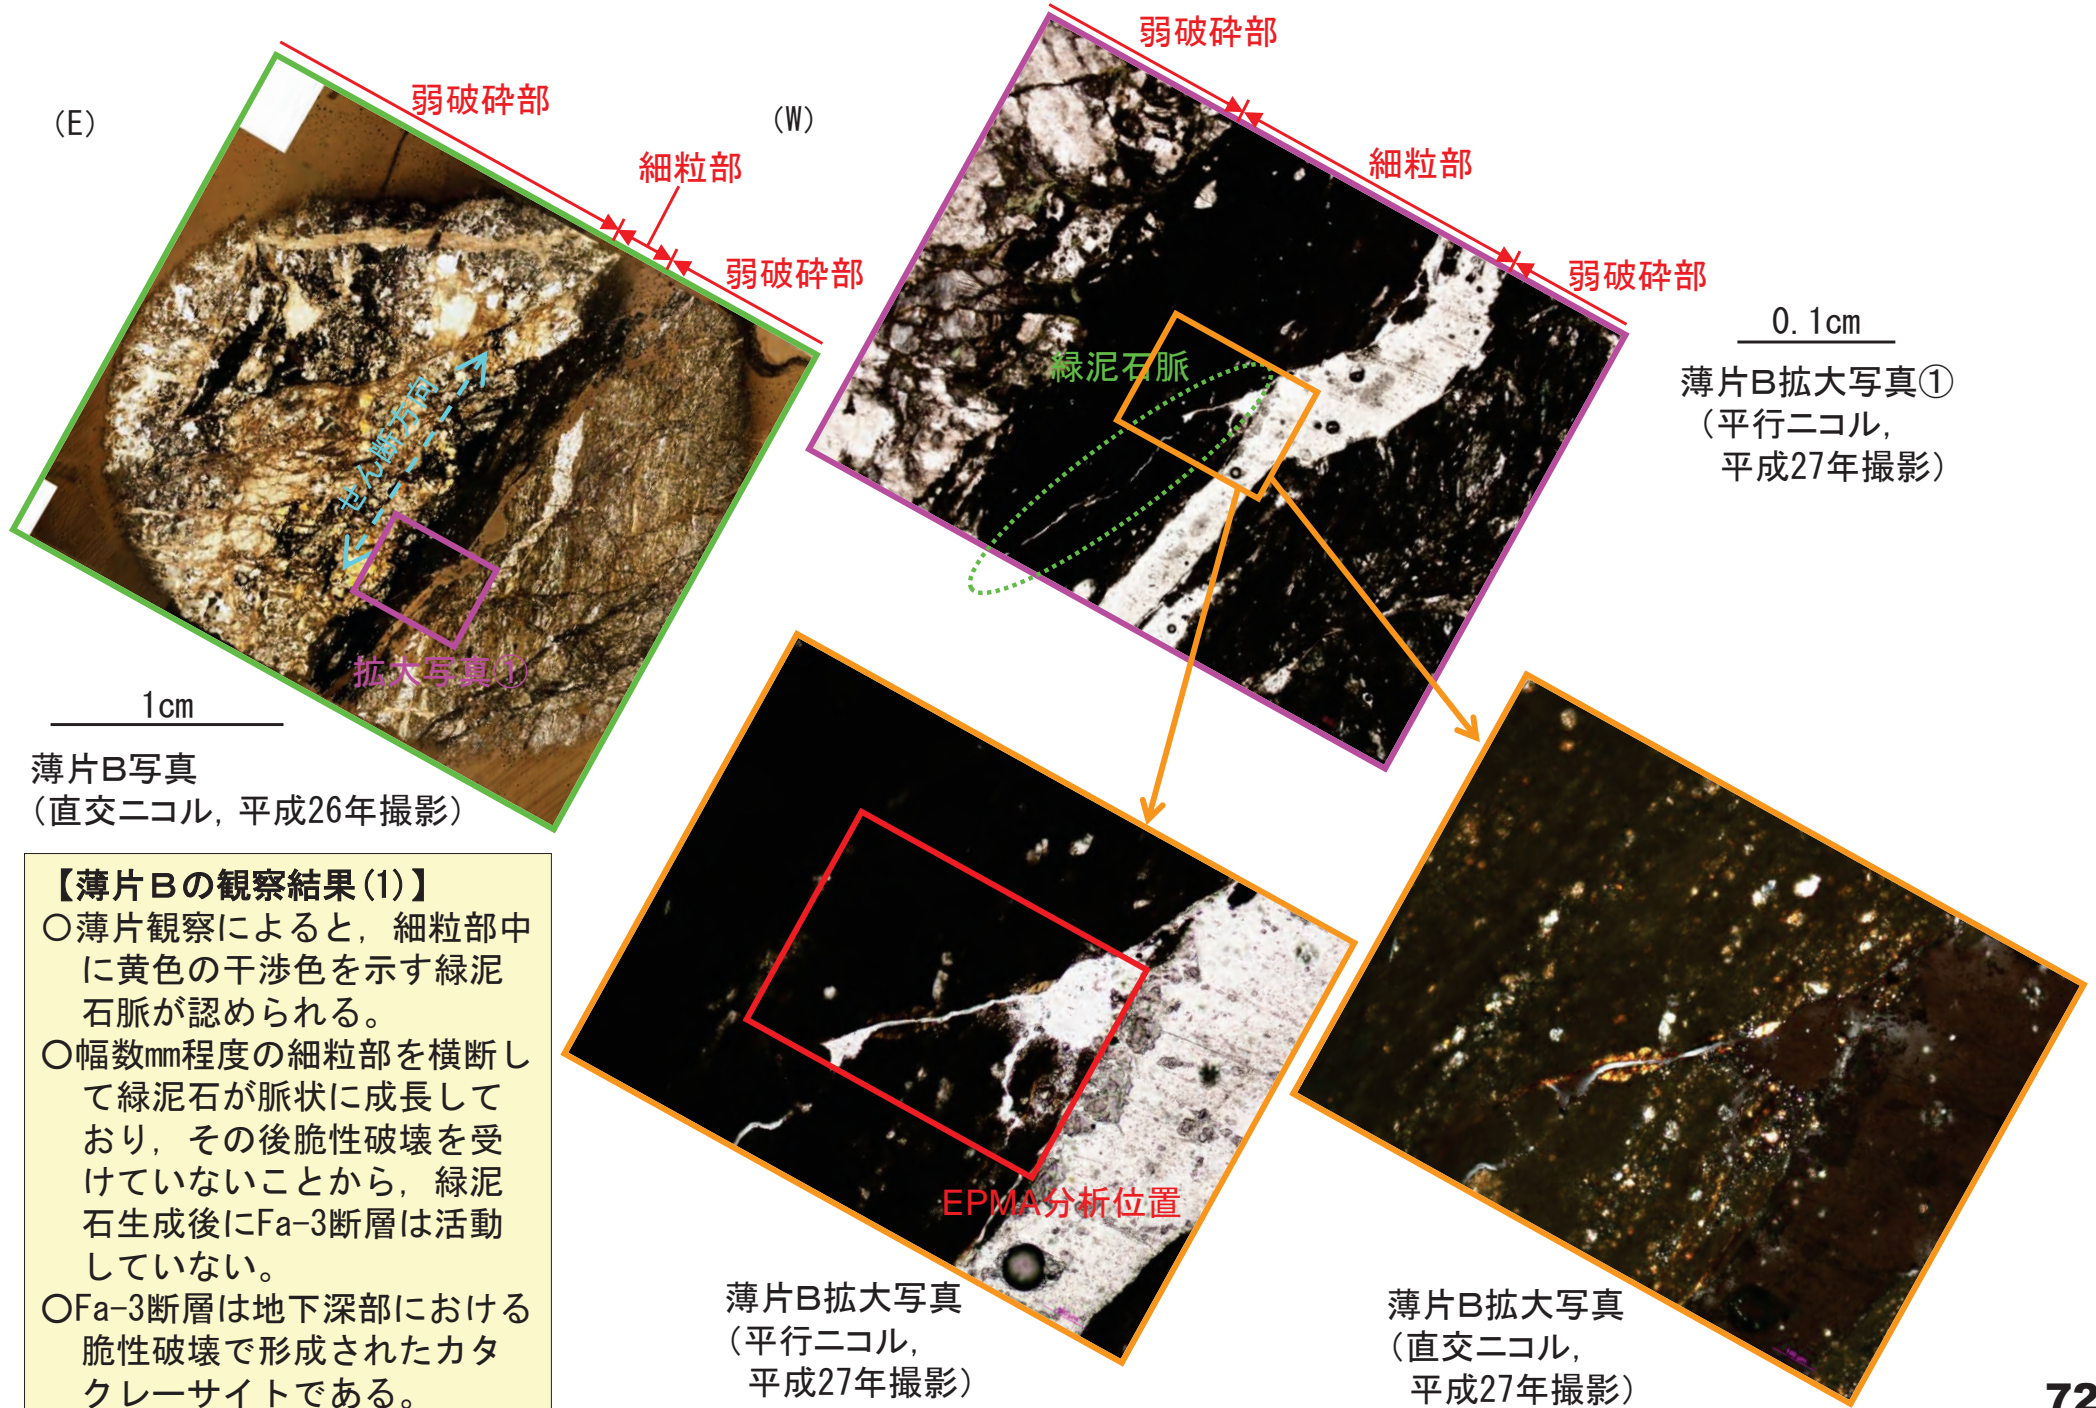 (E)
弱破砕部
細粒部
弱破砕部
せん断方向
拡大写真①
1cm
薄片B写真
(直交ニコル, 平成26年撮影)
(W)
弱破砕部
細粒部
弱破砕部
緑泥石脈
0.1cm
薄片B拡大写真①
(平行ニコル,
平成27年撮影)
【薄片Bの観察結果(1)】
○薄片観察によると, 細粒部中
に黄色の干渉色を示す緑泥
石脈が認められる。
○幅数mm程度の細粒部を横断し
て緑泥石が脈状に成長して
おり, その後脆性破壊を受
けていないことから, 緑泥
石生成後にFa-3断層は活動
していない。
○Fa-3断層は地下深部における
脆性破壊で形成されたカタ
クレーサイトである。
EPMA分析位置
薄片B拡大写真
(平行ニコル,
平成27年撮影)
薄片B拡大写真
(直交ニコル,
平成27年撮影)
72